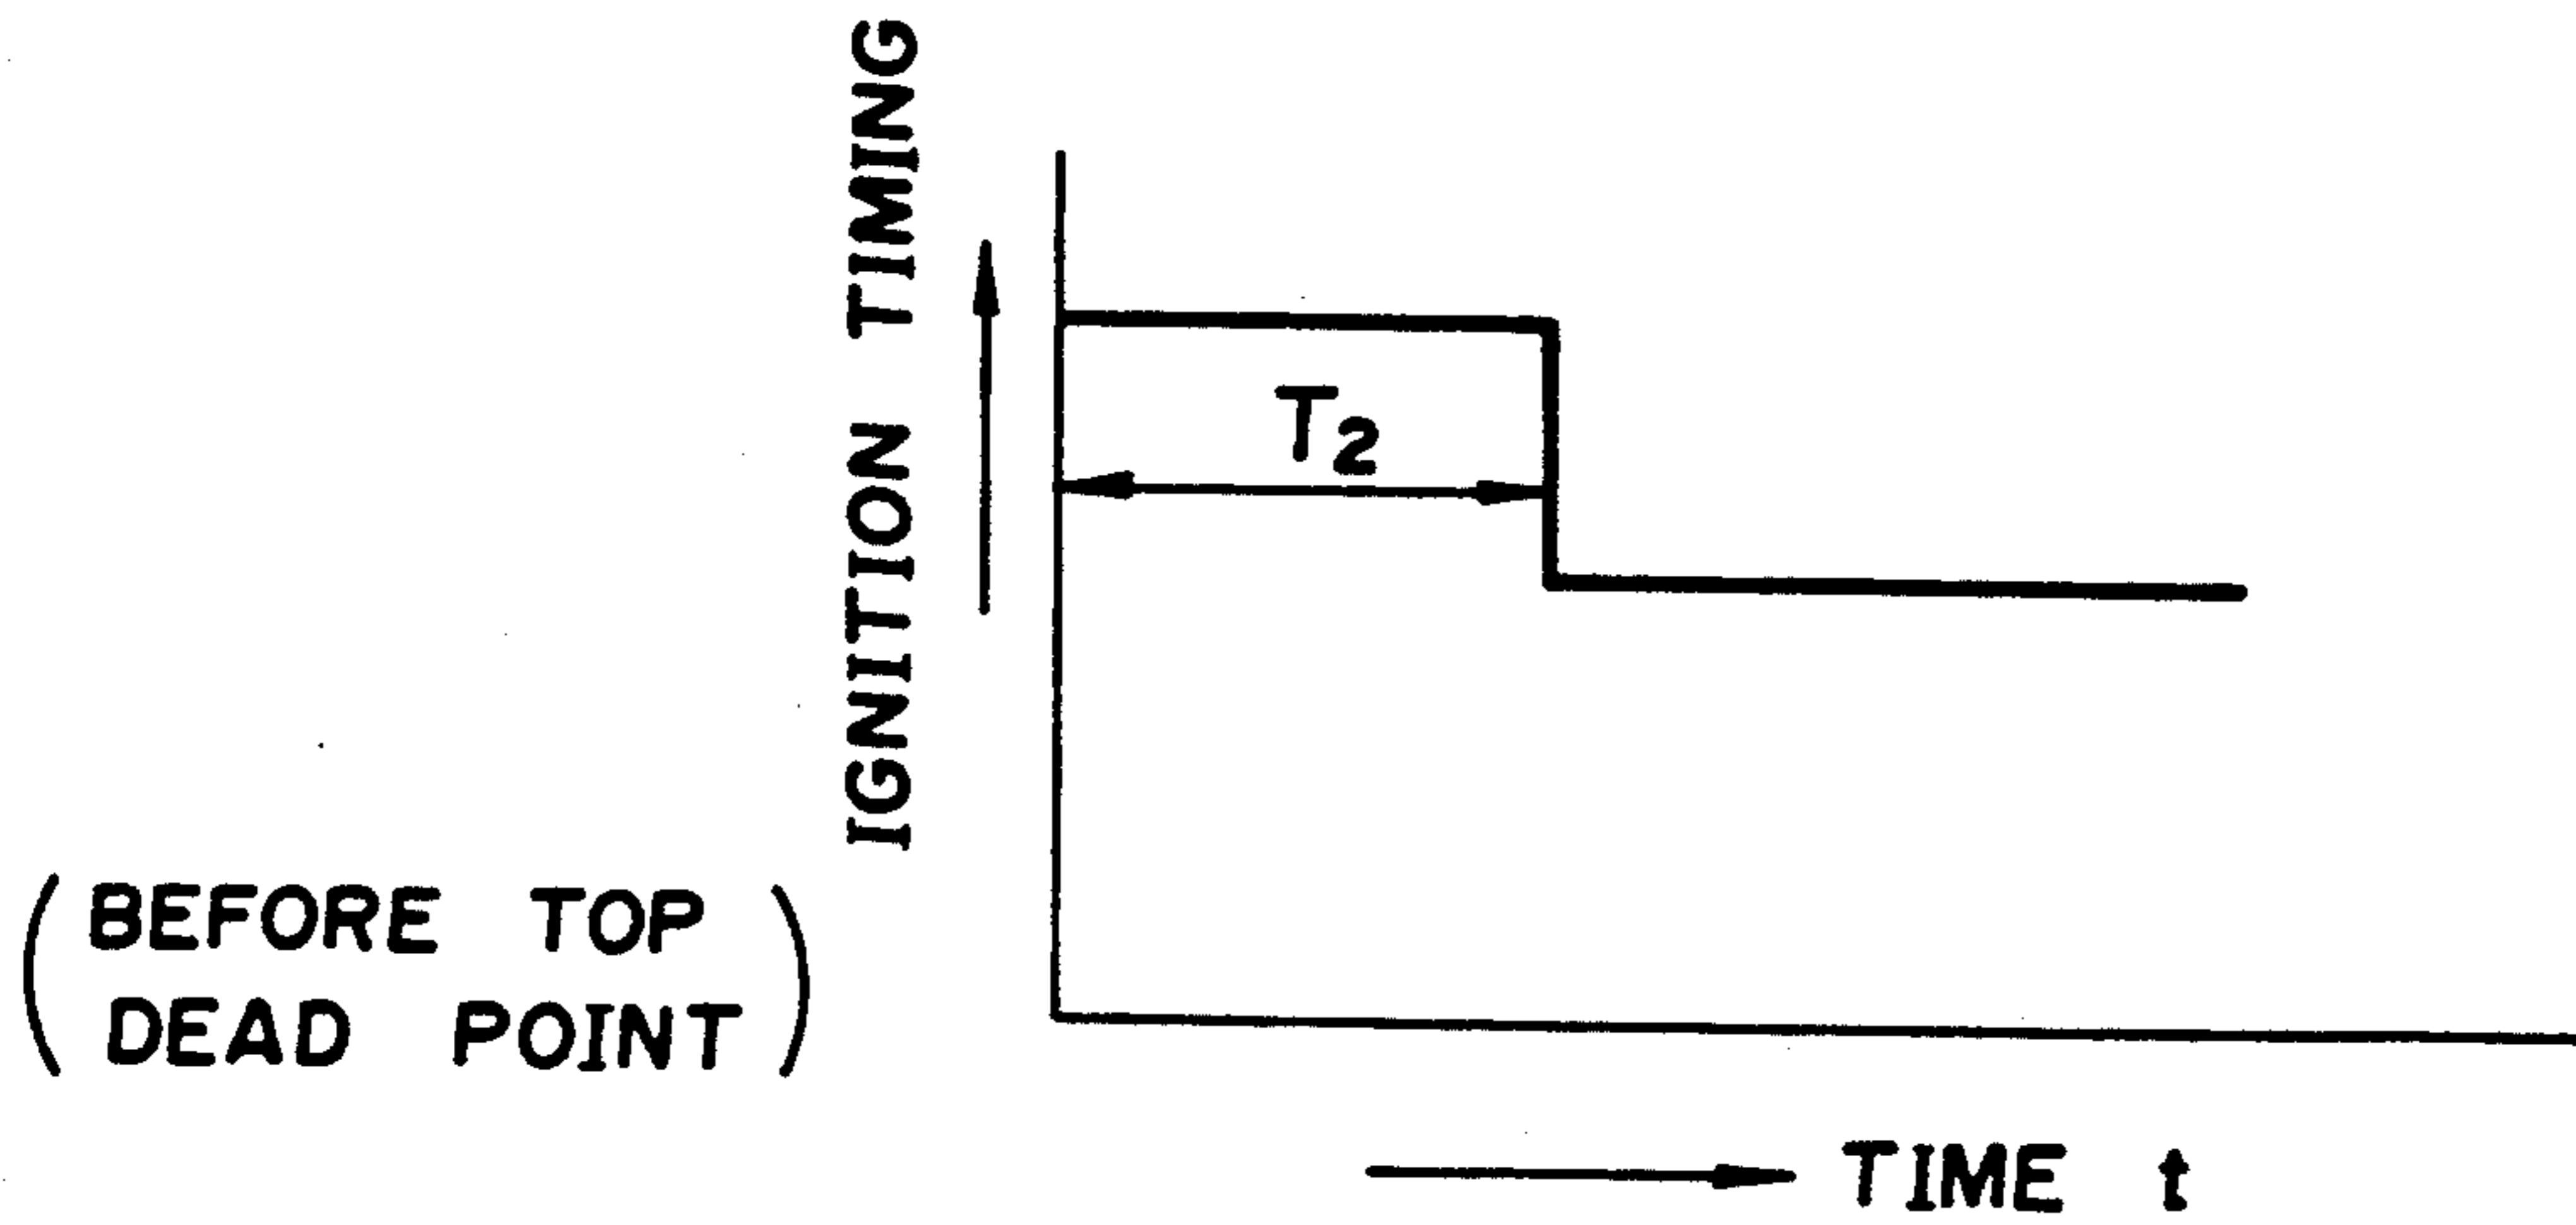 IGNITION TIMING
T2
( BEFORE TOP
DEAD POINT )
TIME t